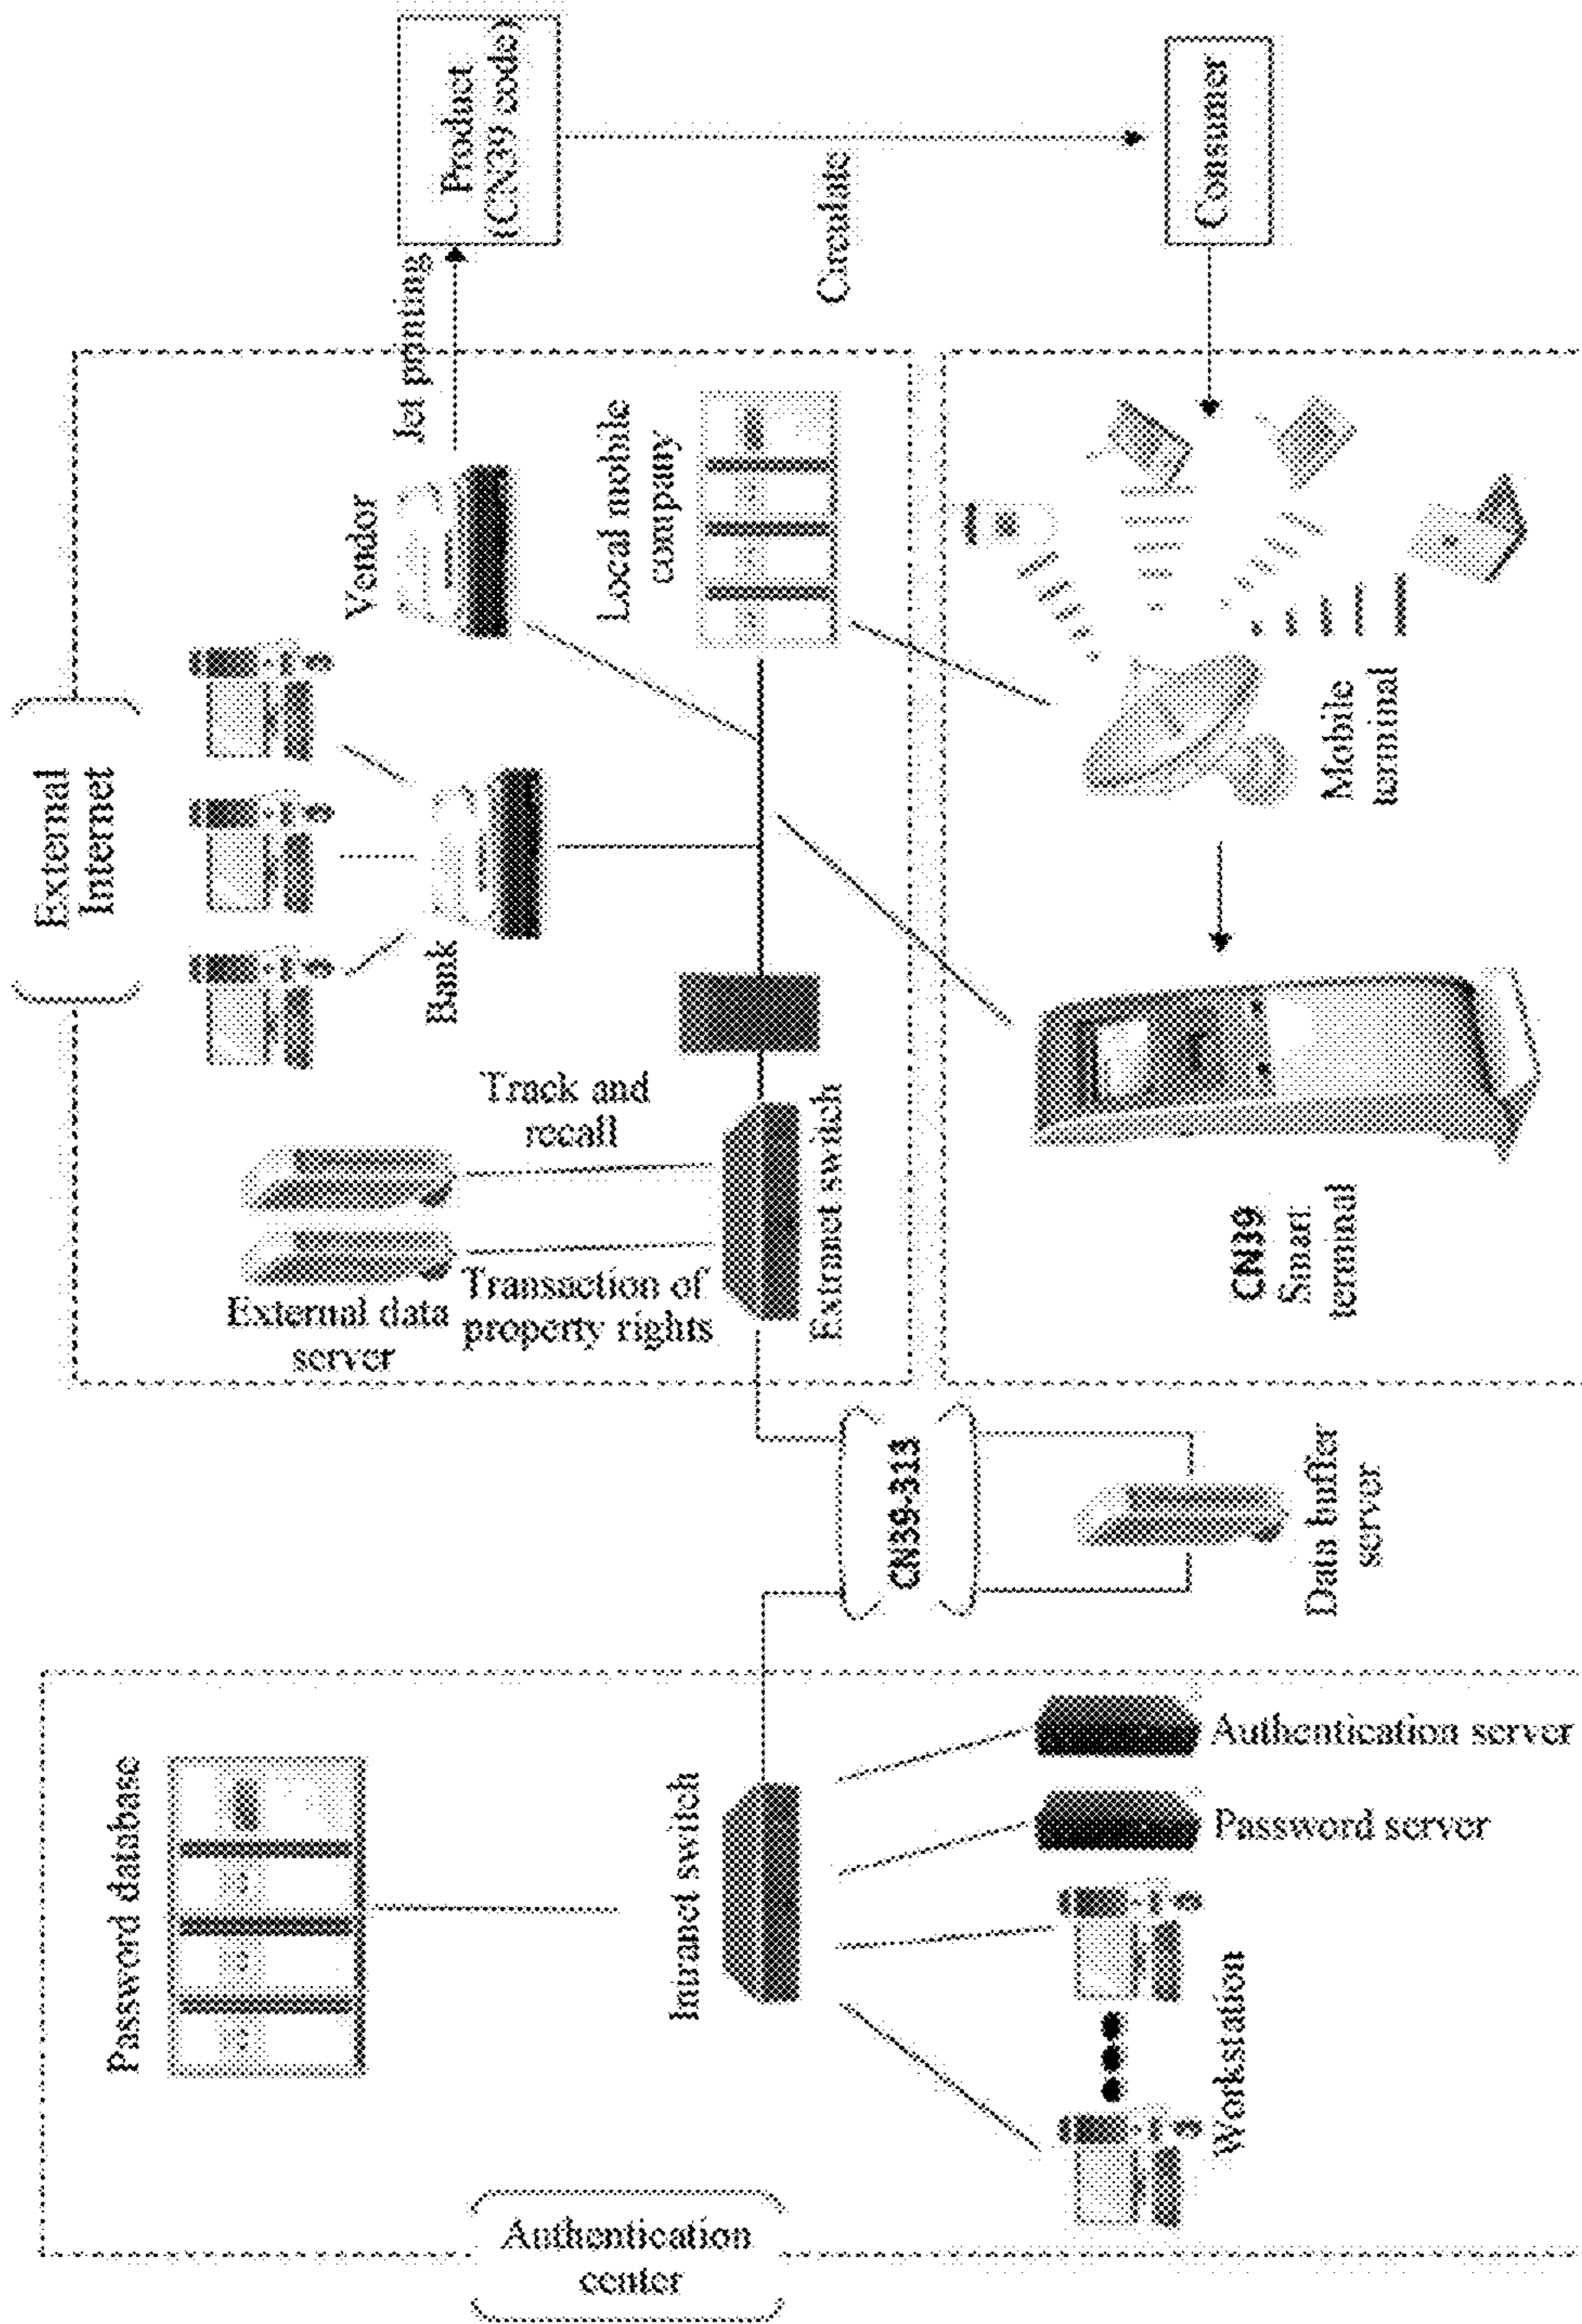 External
Internet
Product
(CN39 code)
Jet printing
Vendor
Circulate
Consumer
Local mobile
company
Bank
Track and
recall
External data
server
Transaction of
property rights
Extranet switch
Mobile
terminal
CN39
Smart
terminal
CN39-313
Data buffer
server
Password database
Intranet switch
Authentication server
Password server
Workstation
Authentication
center